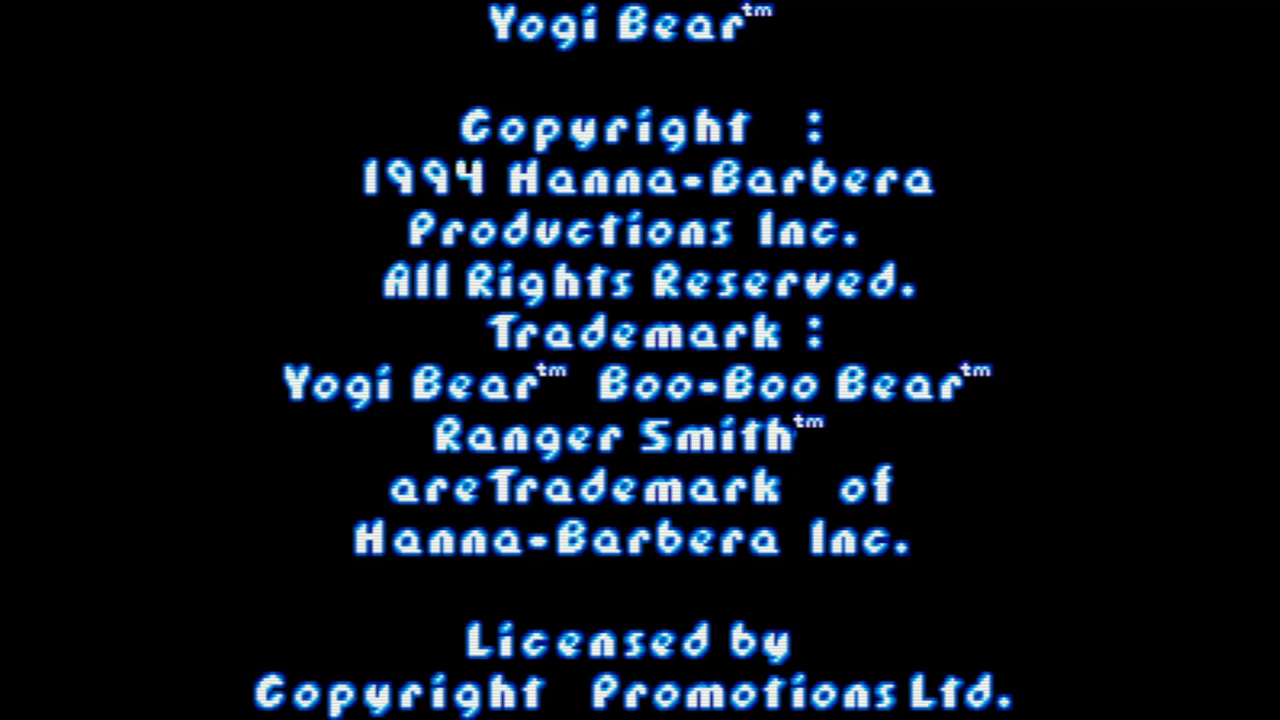 Yogi Bear™
Copyright :
1994 Hanna-Barbera
Productions Inc.
All Rights Reserved.
Trademark :
Yogi Bear™ Boo-Boo Bear™
Ranger Smith™
areTrademark of
Hanna-Barbera Inc.
Licensed by
Copyright Promotions Ltd.